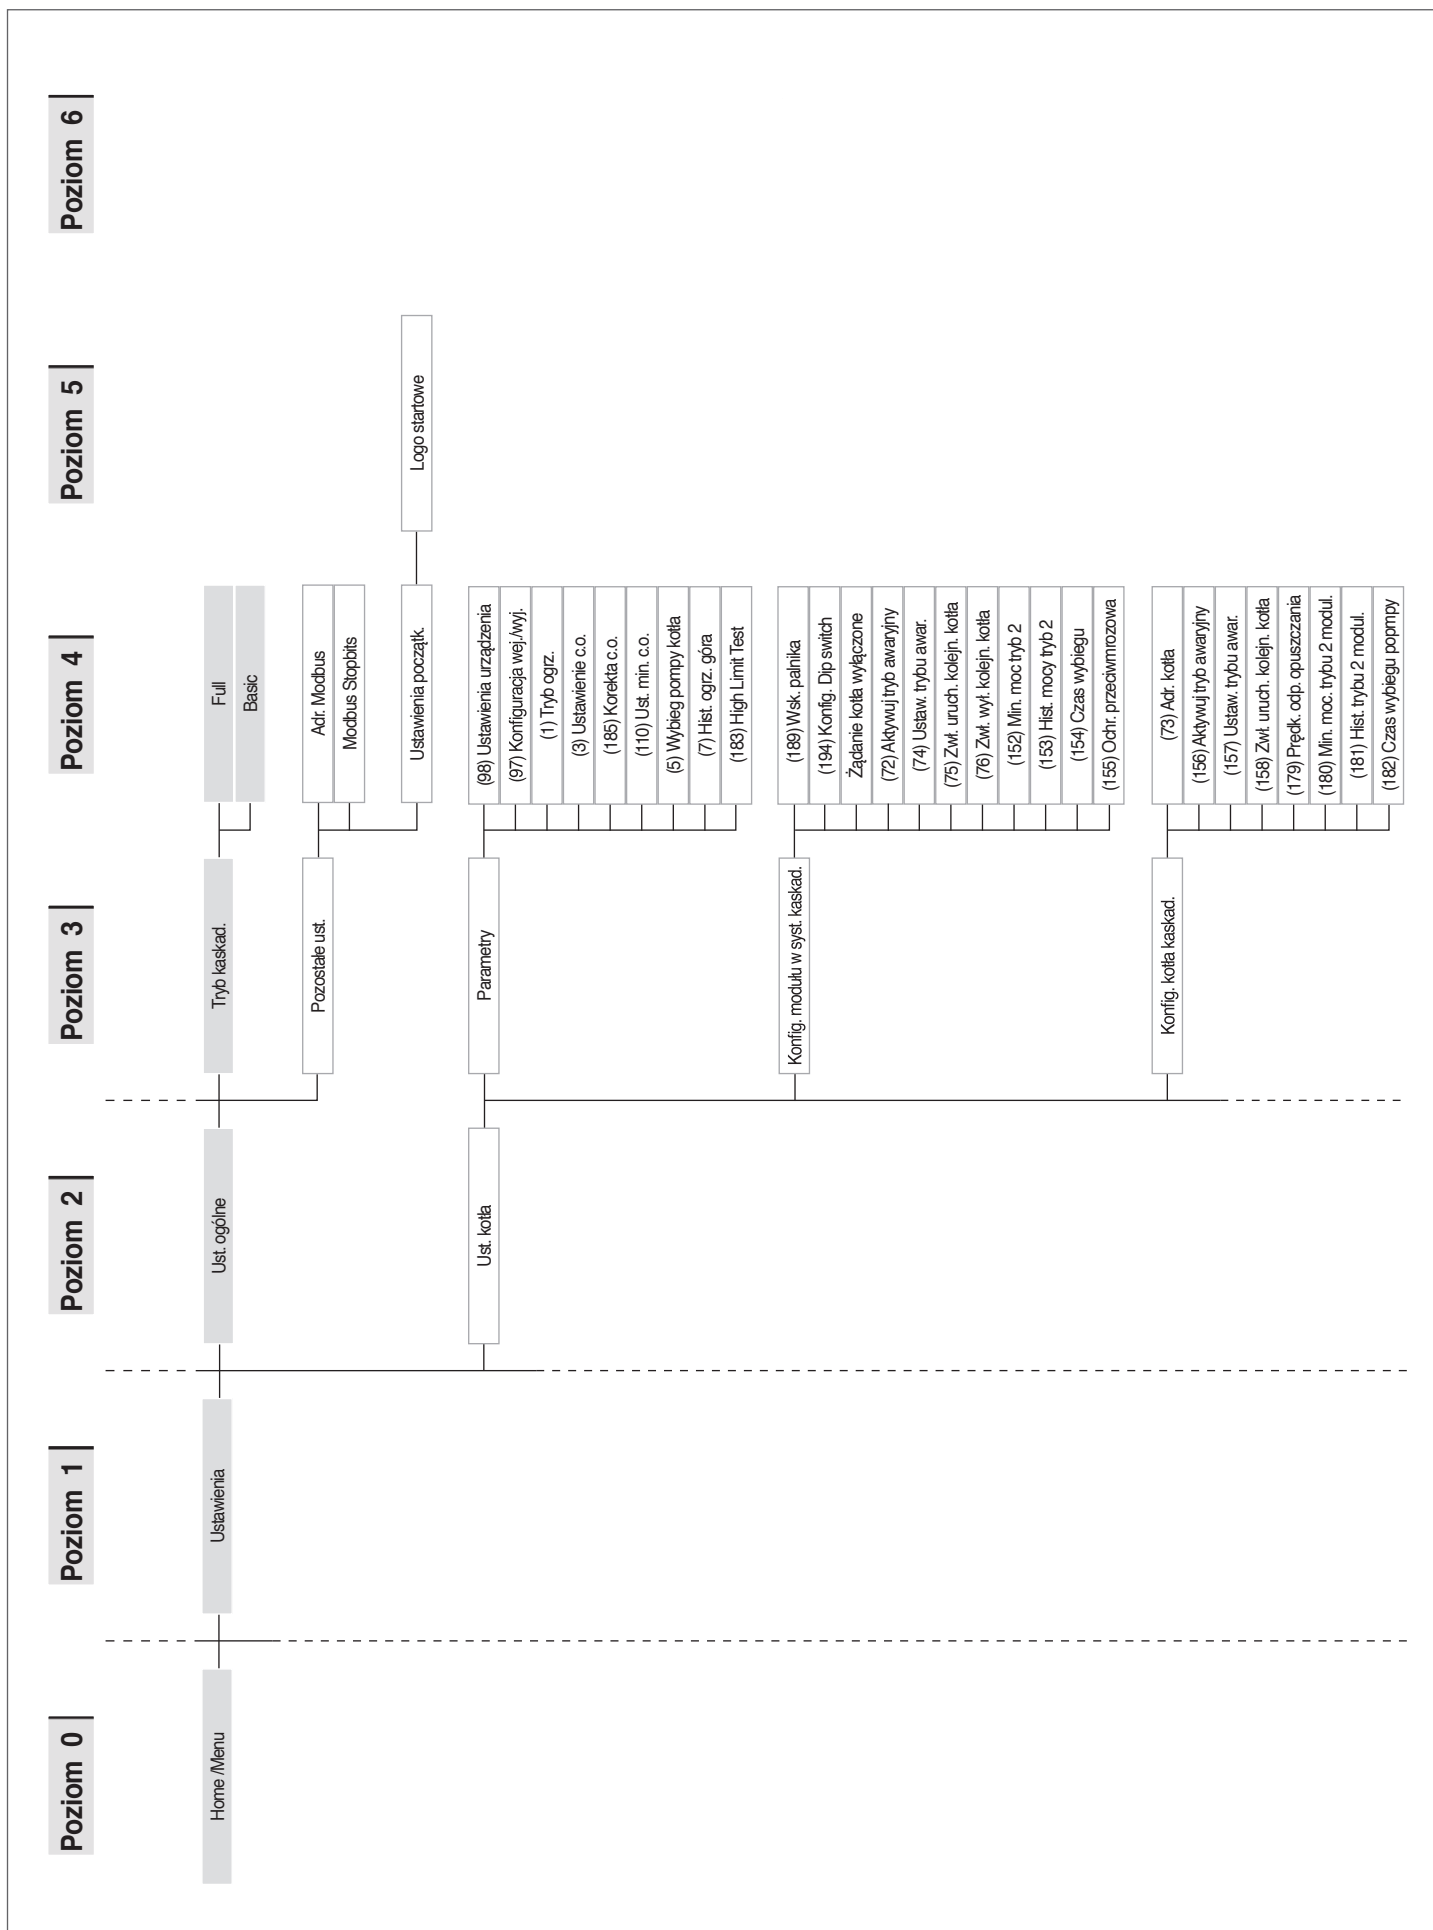 Poziom 0
Poziom 1
Poziom 2
Poziom 3
Poziom 4
Poziom 5
Poziom 6
Home /Menu
Ustawienia
Ust. ogólne
Tryb kaskad.
Full
Basic
Pozostałe ust.
Adr. Modbus
Modbus Stopbits
Ustawienia początk.
Logo startowe
Ust. kotła
Parametry
(98) Ustawienia urządzenia
(97) Konfiguracja wej./wyj.
(1) Tryb ogrz.
(3) Ustawienie c.o.
(185) Korekta c.o.
(110) Ust. min. c.o.
(5) Wybieg pompy kotła
(7) Hist. ogrz. góra
(183) High Limit Test
Konfig. modułu w syst. kaskad.
(189) Wsk. palnika
(194) Konfig. Dip switch
Żądanie kotła wyłączone
(72) Aktywuj tryb awaryjny
(74) Ustaw. trybu awar.
(75) Zwł. uruch. kolejn. kotła
(76) Zwł. wył. kolejn. kotła
(152) Min. moc tryb 2
(153) Hist. mocy tryb 2
(154) Czas wybiegu
(155) Ochr. przeciwmrozowa
Konfig. kotła kaskad.
(73) Adr. kotła
(156) Aktywuj tryb awaryjny
(157) Ustaw. trybu awar.
(158) Zwł. uruch. kolejn. kotła
(179) Prędk. odp. opuszczania
(180) Min. moc. trybu 2 modul.
(181) Hist. trybu 2 modul.
(182) Czas wybiegu popmpy